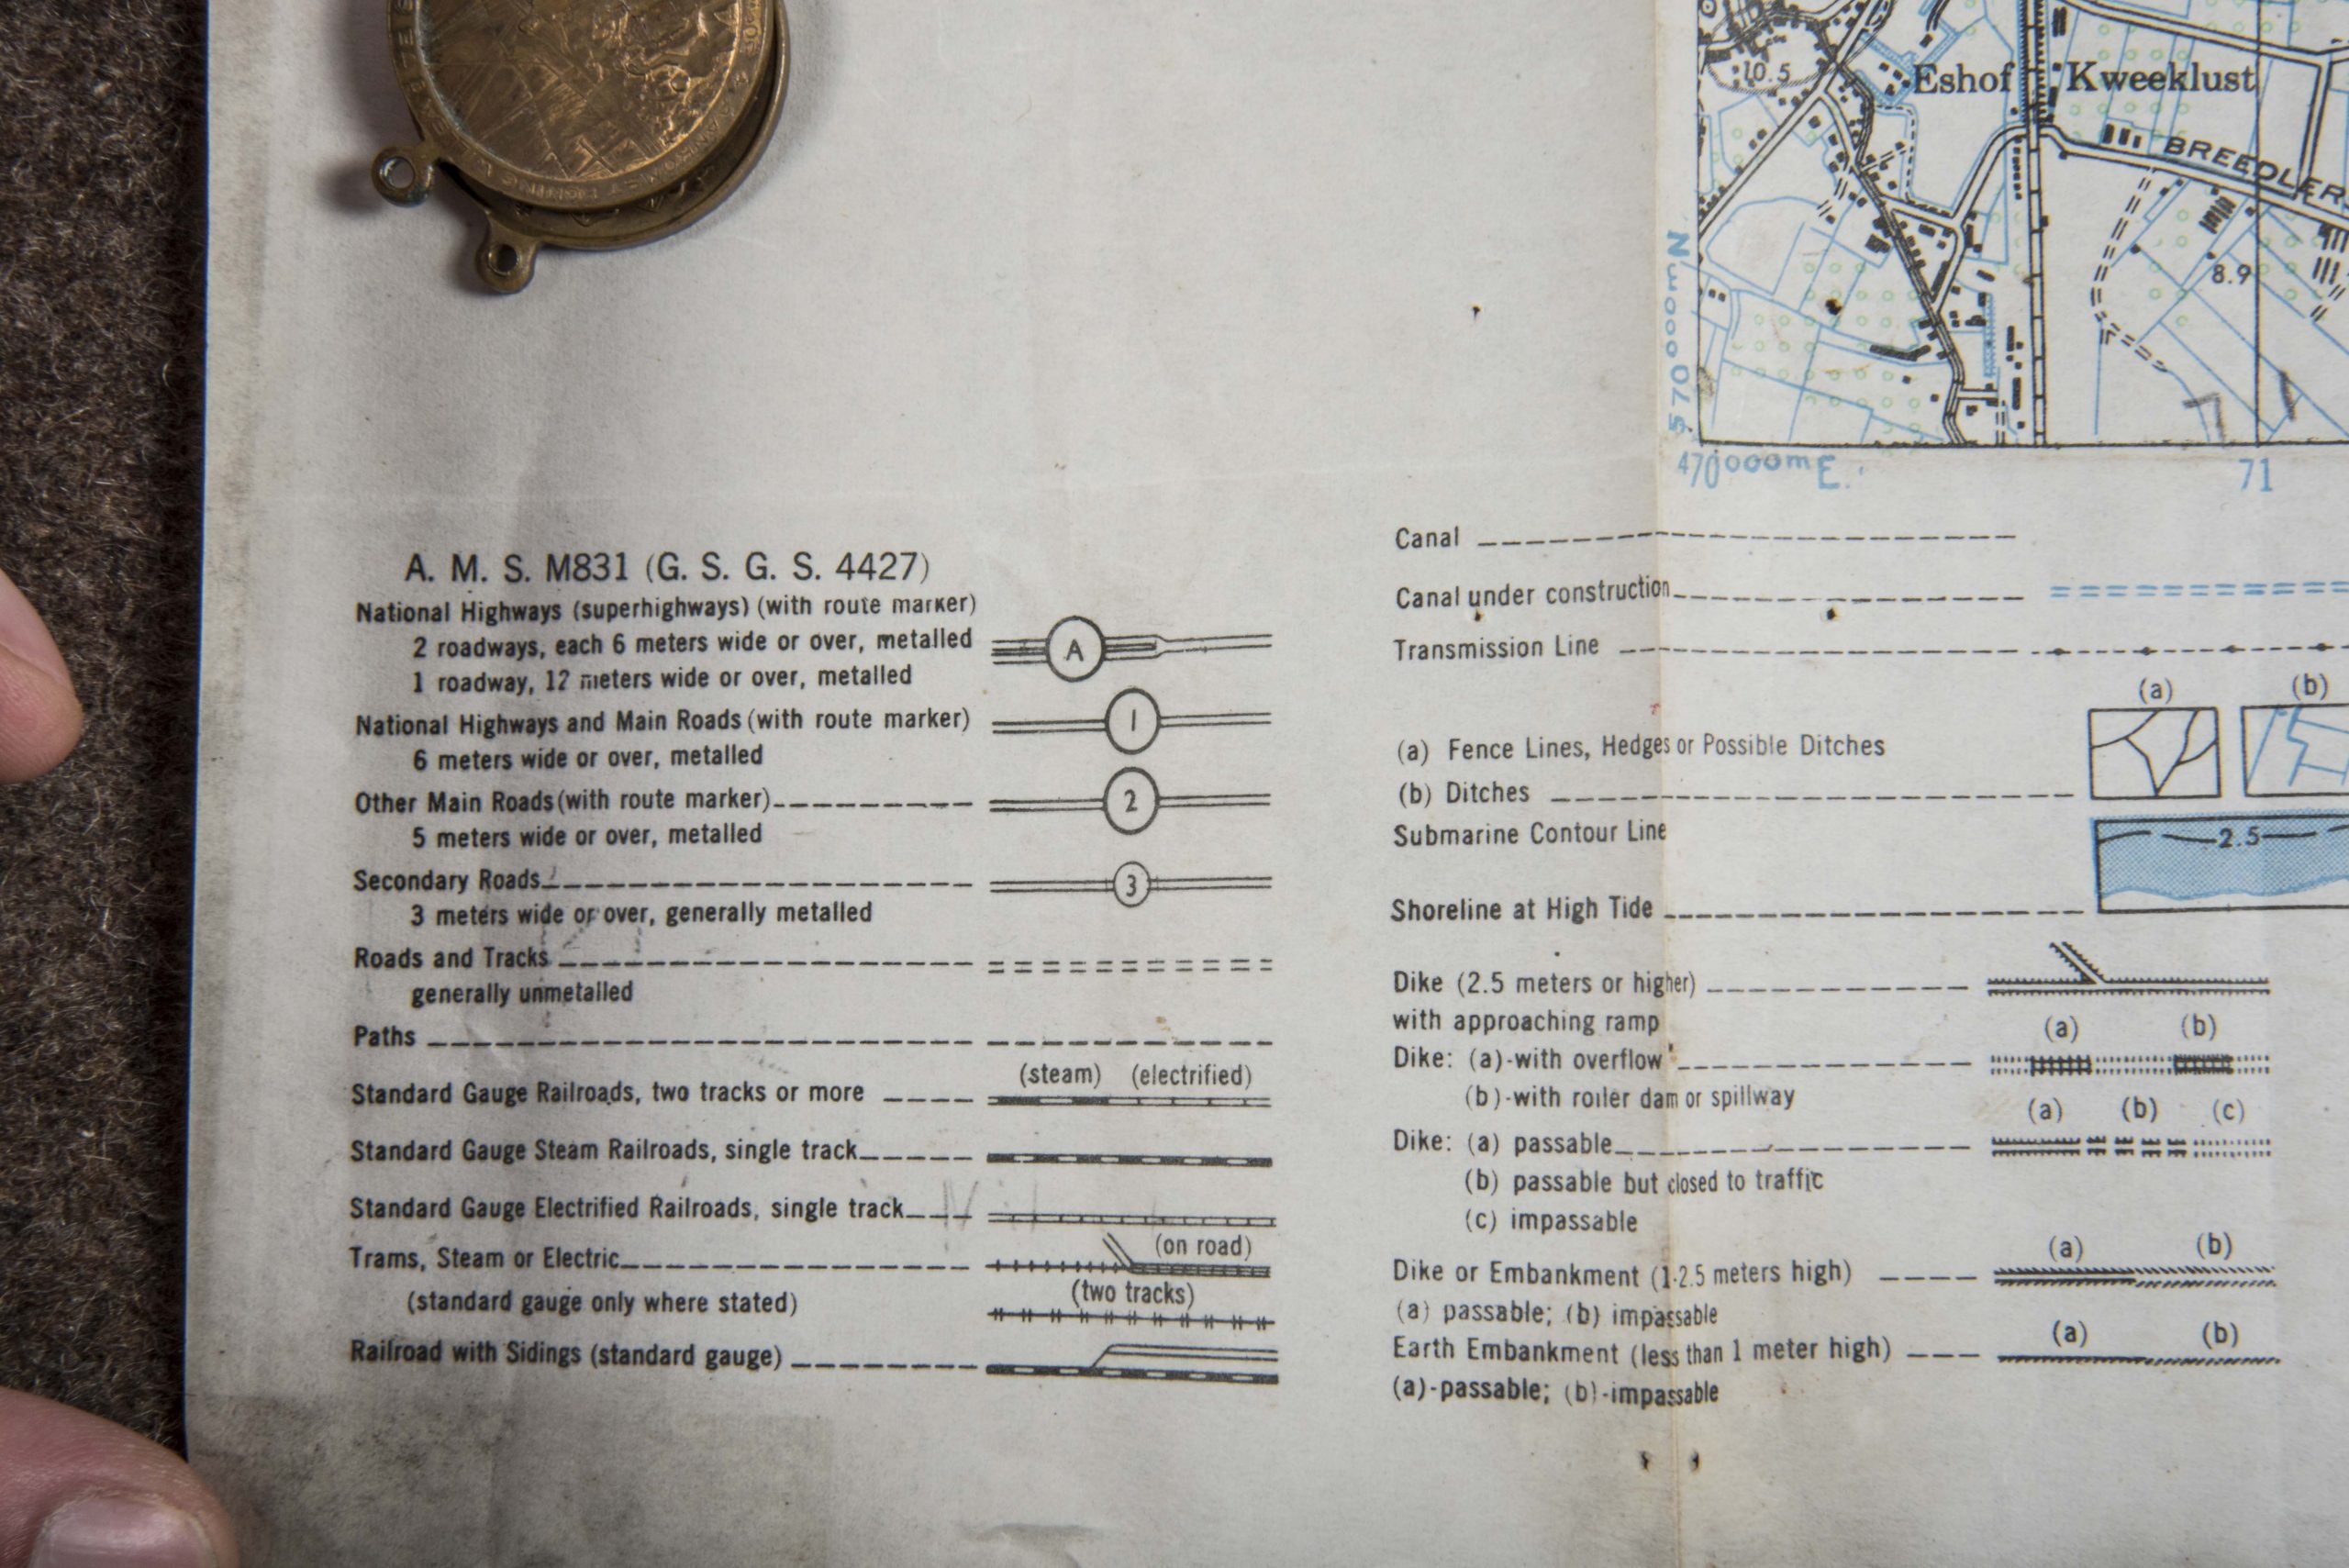 10.5
Eshof Kweeklust
BREEDLER
8.9
570000m N
470000m E.
71
A. M. S. M831 (G. S. G. S. 4427)
National Highways (superhighways) (with route marker)
2 roadways, each 6 meters wide or over, metalled
A
1 roadway, 12 meters wide or over, metalled
National Highways and Main Roads (with route marker)
1
6 meters wide or over, metalled
Other Main Roads (with route marker)
2
5 meters wide or over, metalled
Secondary Roads
3
3 meters wide or over, generally metalled
Roads and Tracks
generally unmetalled
Paths
(steam) (electrified)
Standard Gauge Railroads, two tracks or more
Standard Gauge Steam Railroads, single track
Standard Gauge Electrified Railroads, single track
(on road)
Trams, Steam or Electric
(two tracks)
(standard gauge only where stated)
Railroad with Sidings (standard gauge)
Canal
Canal under construction
Transmission Line
(a) (b)
(a) Fence Lines, Hedges or Possible Ditches
(b) Ditches
Submarine Contour Line
2.5
Shoreline at High Tide
Dike (2.5 meters or higher)
with approaching ramp
(a) (b)
Dike: (a)-with overflow
(b)-with roller dam or spillway
(a) (b) (c)
Dike: (a) passable
(b) passable but closed to traffic
(c) impassable
(a) (b)
Dike or Embankment (1-2.5 meters high)
(a) passable; (b) impassable
(a) (b)
Earth Embankment (less than 1 meter high)
(a)-passable; (b)-impassable